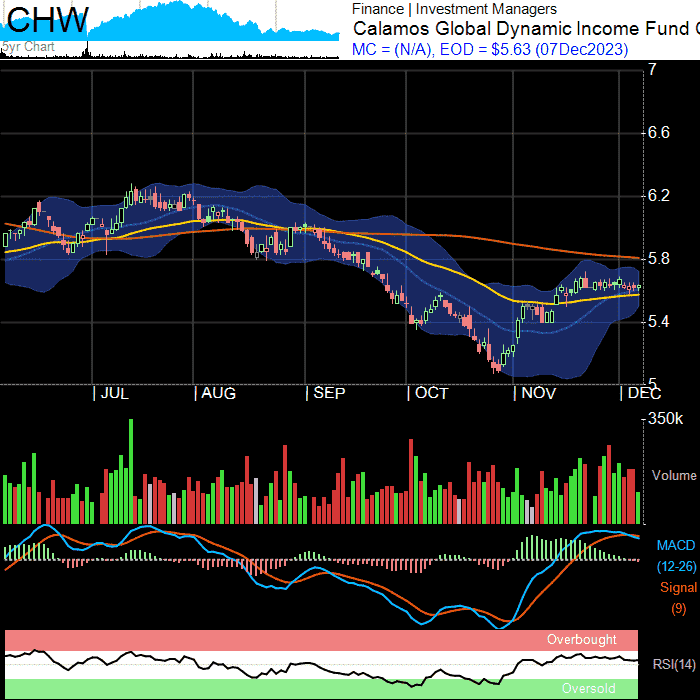 CHW
5yr Chart
Finance | Investment Managers
Calamos Global Dynamic Income Fund
MC = (N/A), EOD = $5.63 (07Dec2023)
7
6.6
6.2
5.8
5.4
5
JUL AUG SEP OCT NOV DEC
350k
Volume
MACD
(12-26)
Signal
(9)
Overbought
RSI(14)
Oversold